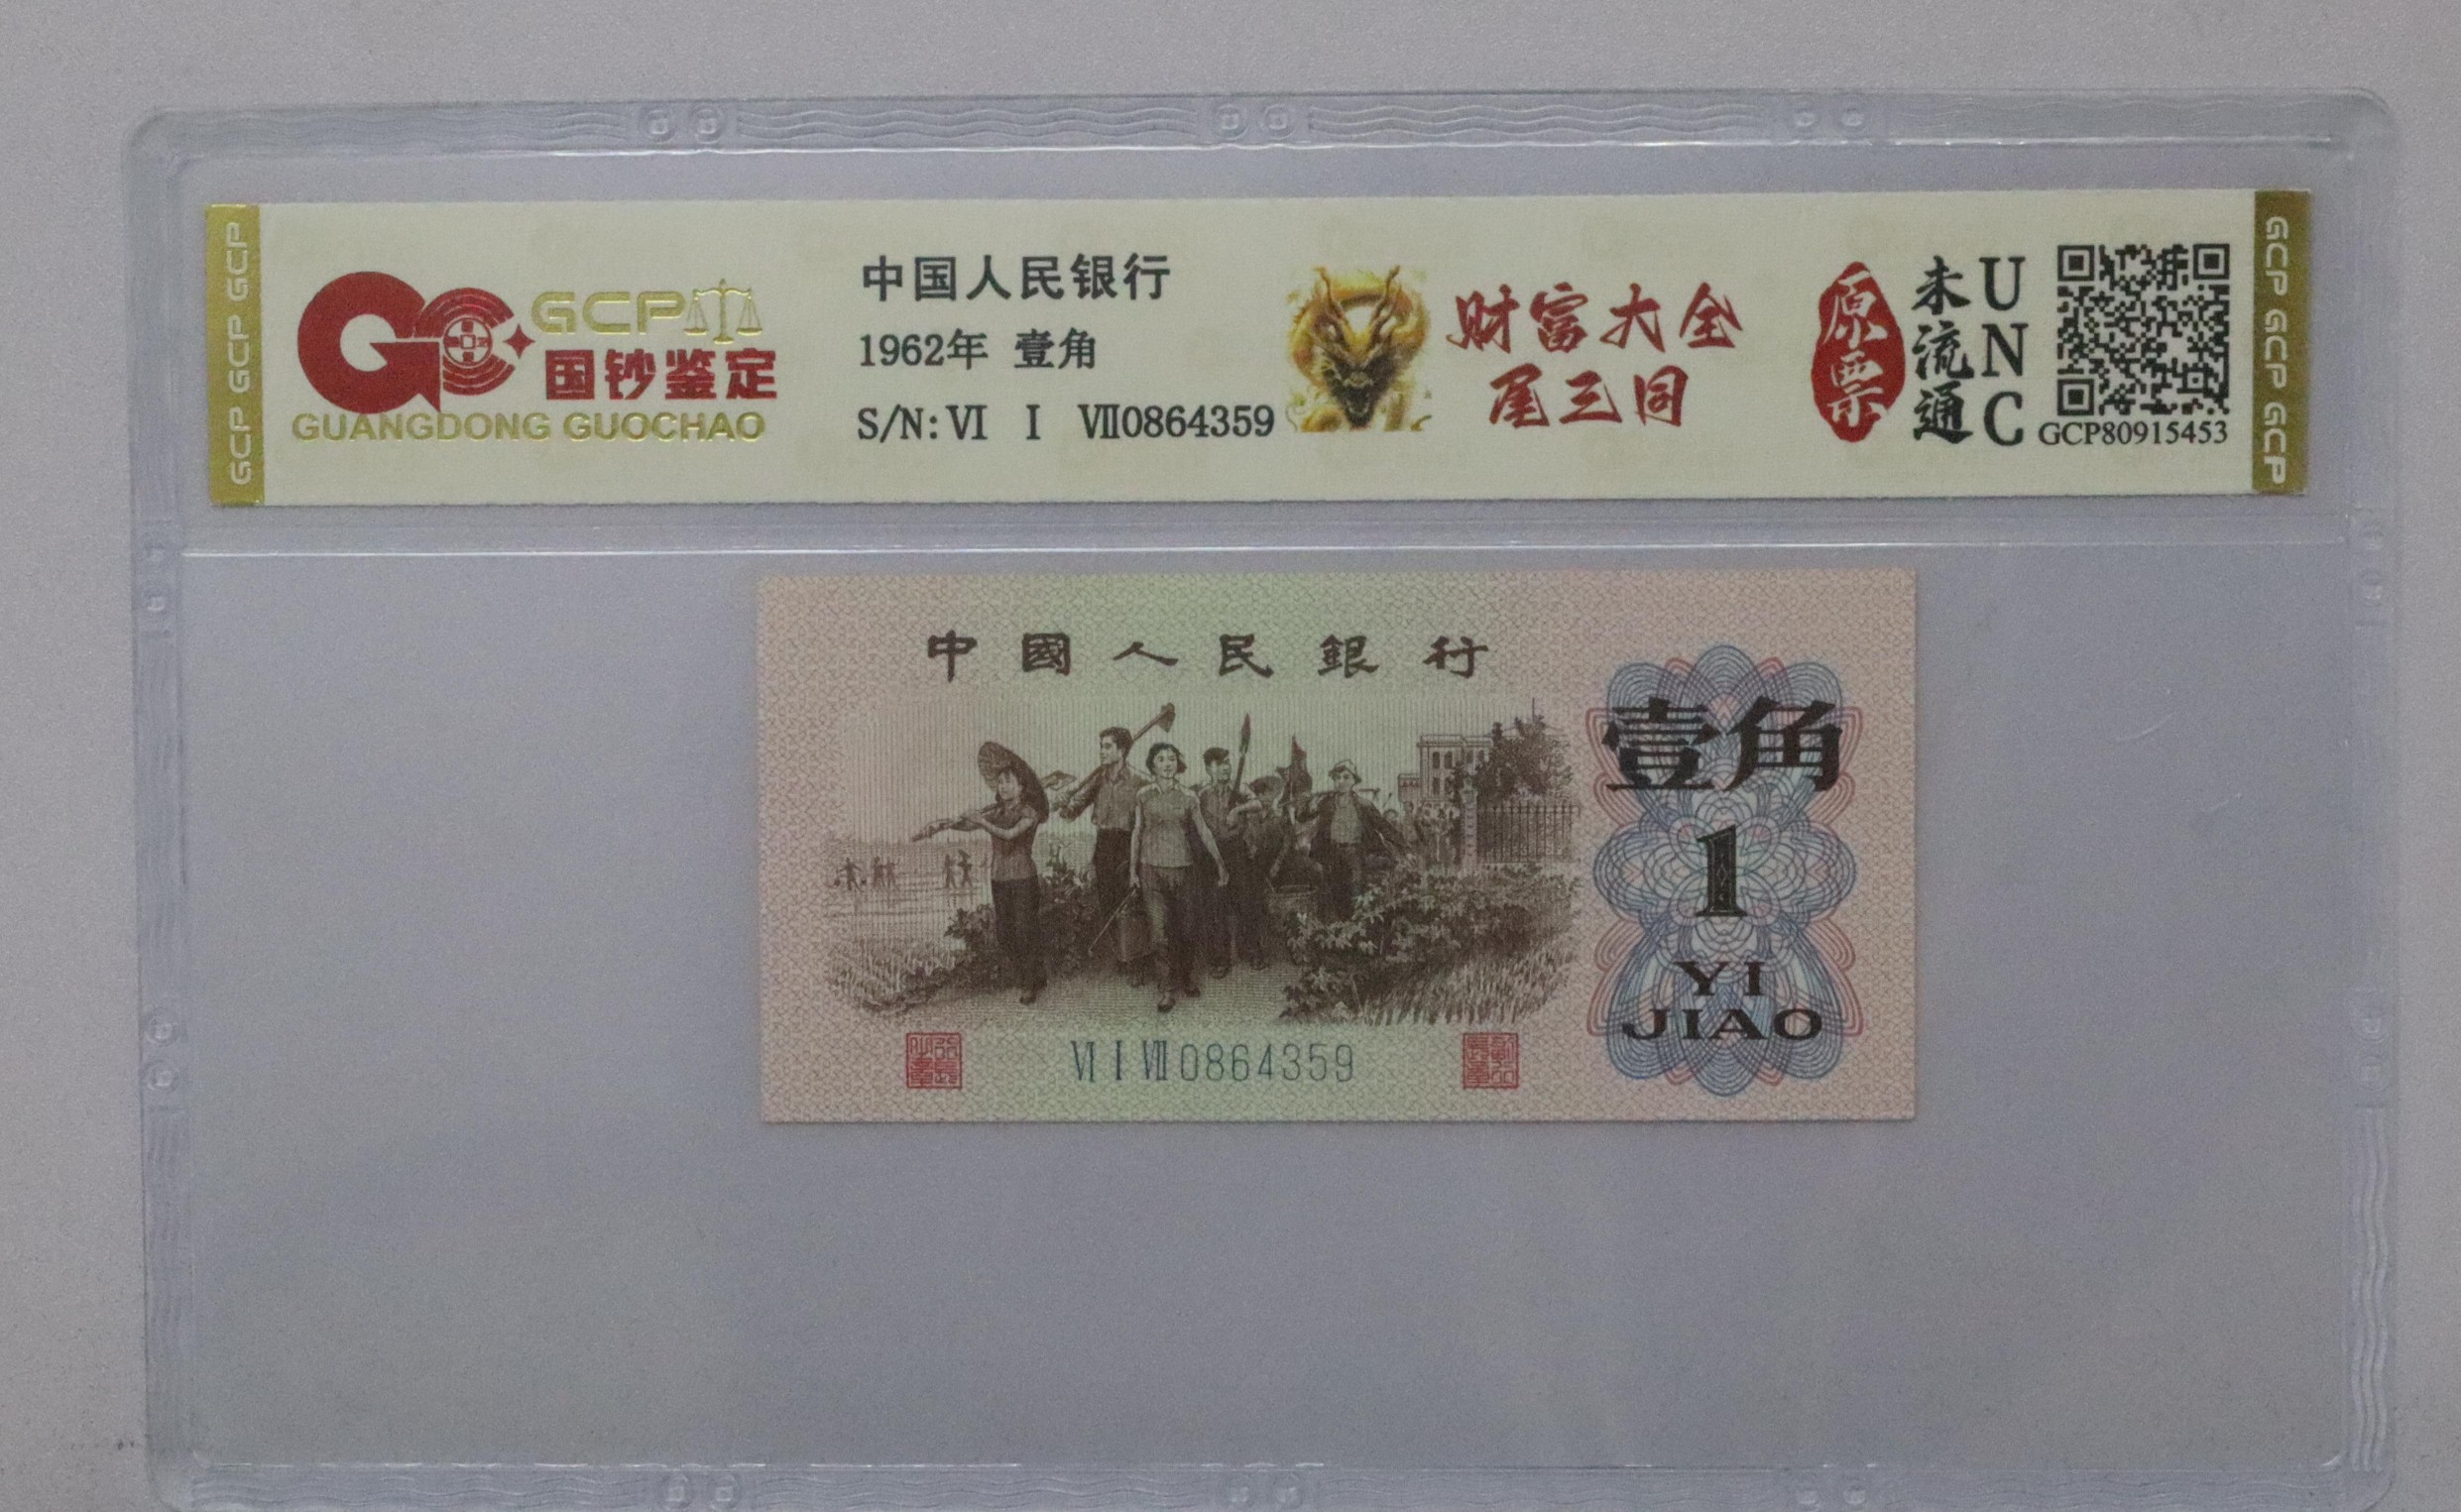 GCP GCP GCP
GCP
国钞鉴定
GUANGDONG GUOCHAO
中国人民银行
1962年 壹角
S/N: Ⅵ Ⅰ Ⅶ0864359
财富大全
尾三同
原票
未流通
UNC
GCP80915453
GCP GCP GCP
中國人民銀行
壹角
1
YI
JIAO
Ⅵ Ⅰ Ⅶ 0864359